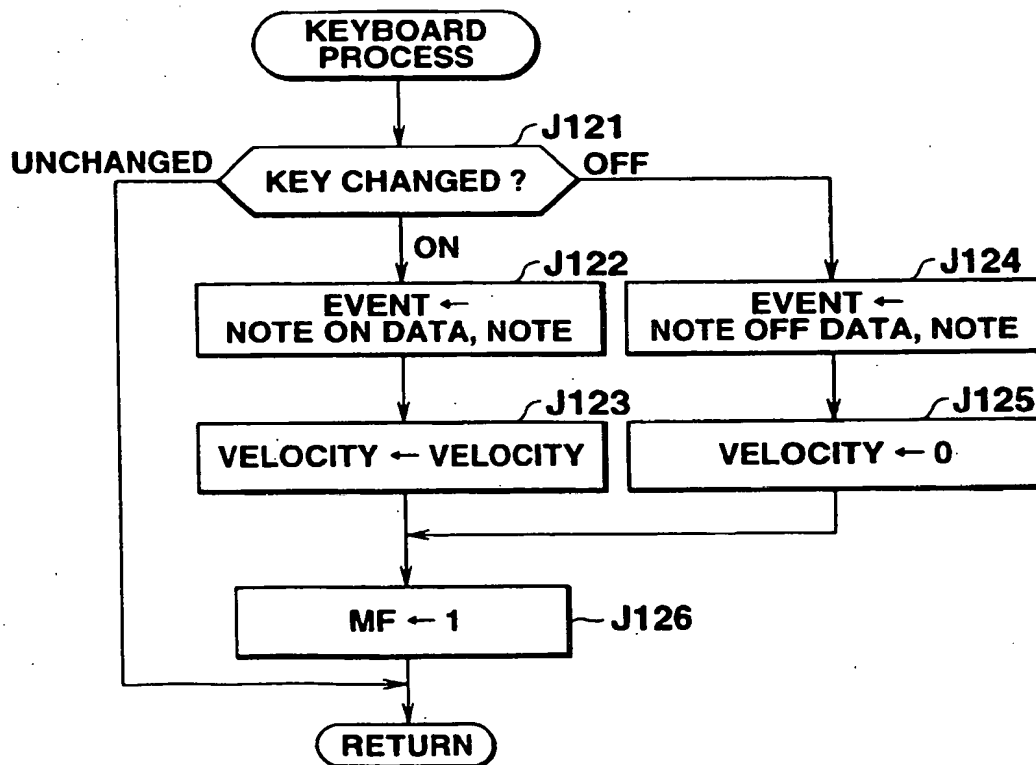 KEYBOARD
PROCESS
J121
UNCHANGED
KEY CHANGED ?
OFF
ON
J122
EVENT ←
NOTE ON DATA, NOTE
J124
EVENT ←
NOTE OFF DATA, NOTE
J123
VELOCITY ← VELOCITY
J125
VELOCITY ← 0
MF ← 1
J126
RETURN